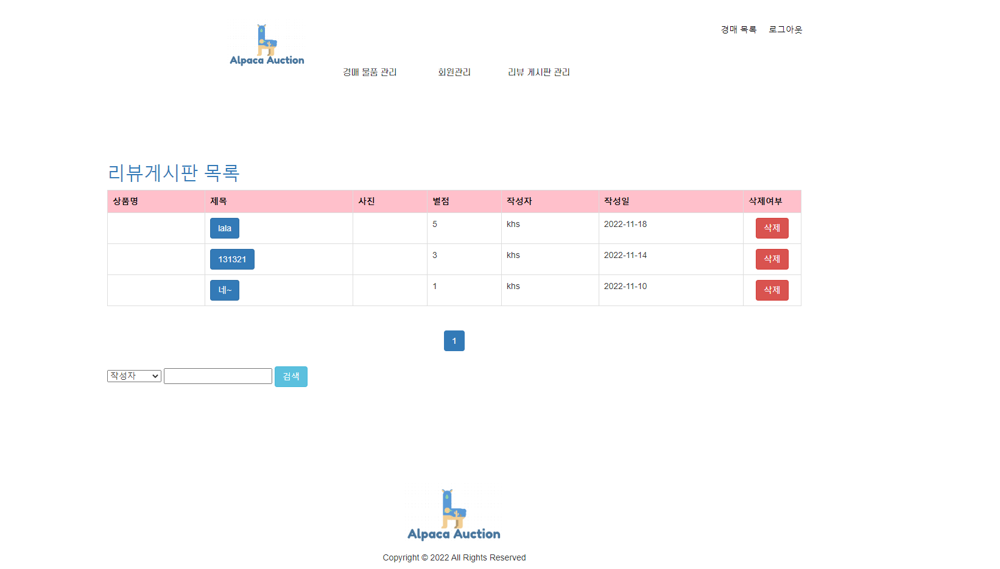 경매 목록 로그아웃
Alpaca Auction
경매 물품 관리 회원관리 리뷰 게시판 관리
리뷰게시판 목록
상품명 제목 사진 별점 작성자 작성일 삭제여부
lala 5 khs 2022-11-18 삭제
131321 3 khs 2022-11-14 삭제
네~ 1 khs 2022-11-10 삭제
1
작성자 검색
Alpaca Auction
Copyright © 2022 All Rights Reserved